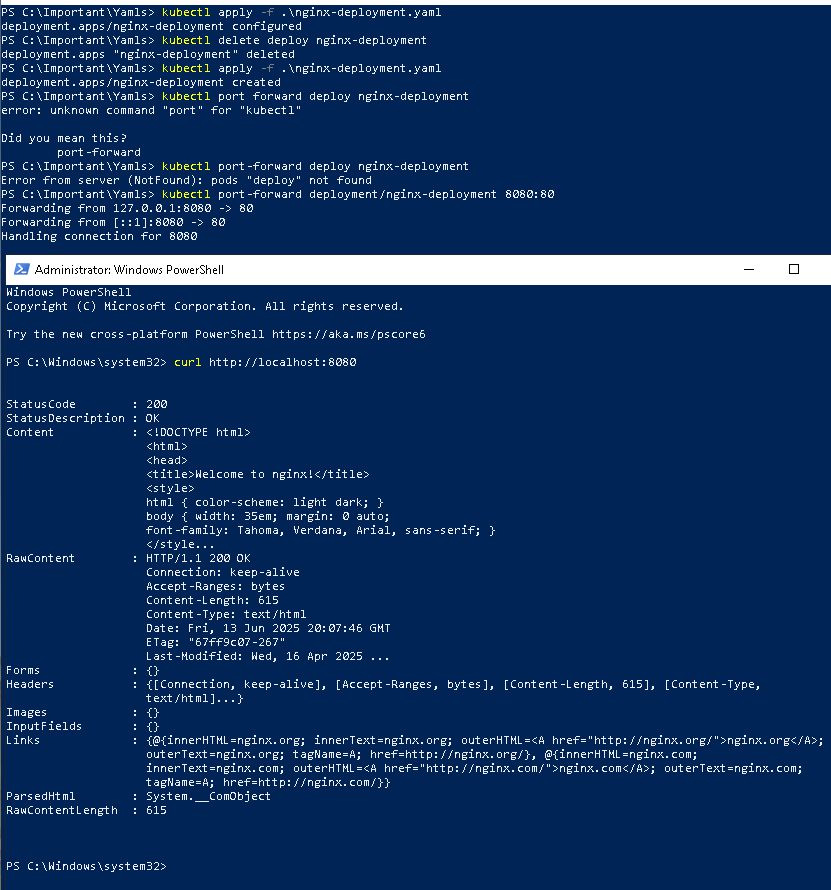 PS C:\Important\Yamls> kubectl apply -f .\nginx-deployment.yaml
deployment.apps/nginx-deployment configured
PS C:\Important\Yamls> kubectl delete deploy nginx-deployment
deployment.apps "nginx-deployment" deleted
PS C:\Important\Yamls> kubectl apply -f .\nginx-deployment.yaml
deployment.apps/nginx-deployment created
PS C:\Important\Yamls> kubectl port forward deploy nginx-deployment
error: unknown command "port" for "kubectl"
Did you mean this?
port-forward
PS C:\Important\Yamls> kubectl port-forward deploy nginx-deployment
Error from server (NotFound): pods "deploy" not found
PS C:\Important\Yamls> kubectl port-forward deployment/nginx-deployment 8080:80
Forwarding from 127.0.0.1:8080 -> 80
Forwarding from [::1]:8080 -> 80
Handling connection for 8080
Administrator: Windows PowerShell
Windows PowerShell
Copyright (C) Microsoft Corporation. All rights reserved.
Try the new cross-platform PowerShell https://aka.ms/pscore6
PS C:\Windows\system32> curl http://localhost:8080
StatusCode : 200
StatusDescription : OK
Content : <!DOCTYPE html>
<html>
<head>
<title>Welcome to nginx!</title>
<style>
html { color-scheme: light dark; }
body { width: 35em; margin: 0 auto;
font-family: Tahoma, Verdana, Arial, sans-serif; }
</style...
RawContent : HTTP/1.1 200 OK
Connection: keep-alive
Accept-Ranges: bytes
Content-Length: 615
Content-Type: text/html
Date: Fri, 13 Jun 2025 20:07:46 GMT
ETag: "67ff9c07-267"
Last-Modified: Wed, 16 Apr 2025 ...
Forms : {}
Headers : {[Connection, keep-alive], [Accept-Ranges, bytes], [Content-Length, 615], [Content-Type,
text/html]...}
Images : {}
InputFields : {}
Links : {@{innerHTML=nginx.org; innerText=nginx.org; outerHTML=<A href="http://nginx.org/">nginx.org</A>;
outerText=nginx.org; tagName=A; href=http://nginx.org/}, @{innerHTML=nginx.com;
innerText=nginx.com; outerHTML=<A href="http://nginx.com/">nginx.com</A>; outerText=nginx.com;
tagName=A; href=http://nginx.com/}}
ParsedHtml : System.__ComObject
RawContentLength : 615
PS C:\Windows\system32>